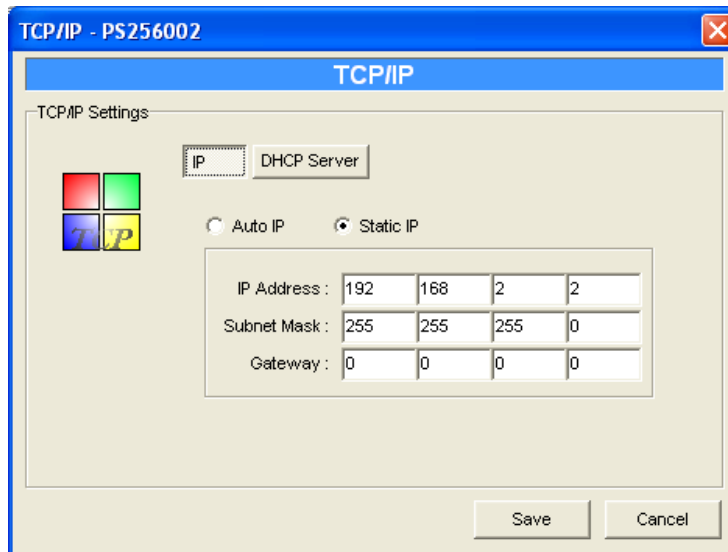 TCP/IP - PS256002
TCP/IP
TCP/IP Settings
IP DHCP Server
TCP
Auto IP Static IP
IP Address : 192 168 2 2
Subnet Mask : 255 255 255 0
Gateway : 0 0 0 0
Save Cancel